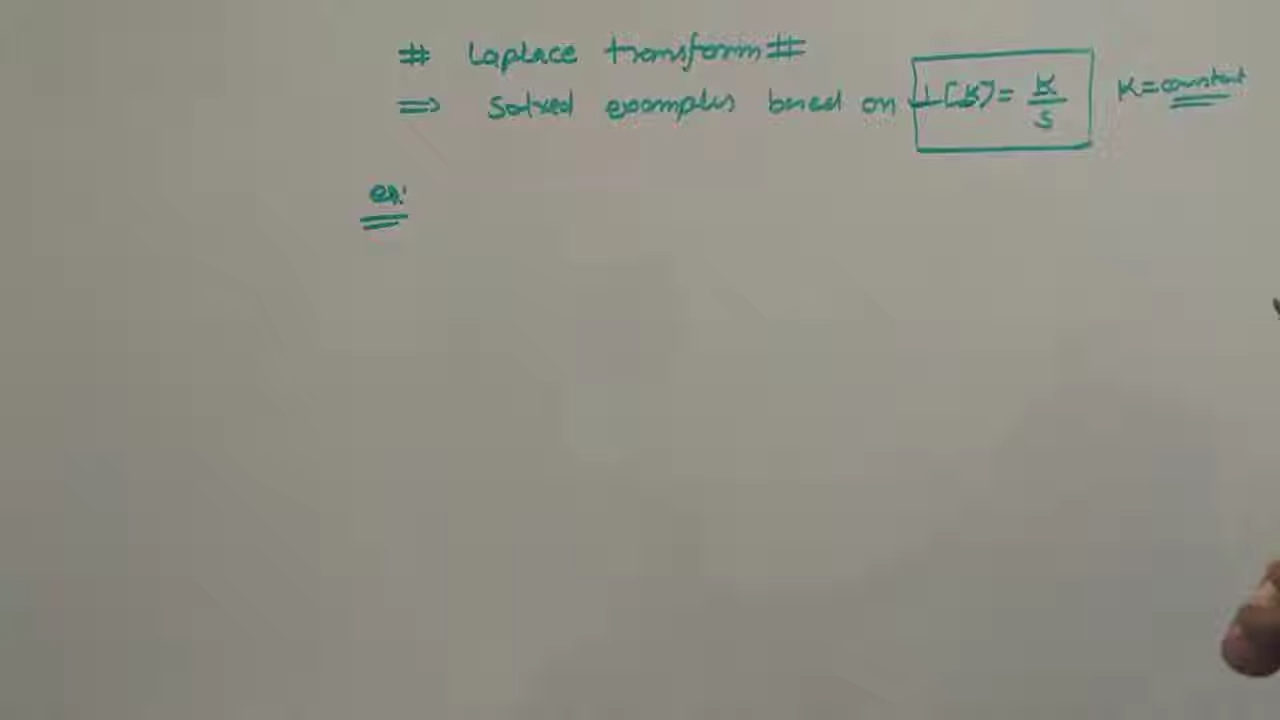 # Laplace transform #
⇒ Solved examples based on L[K] = K/S K = constant
ex: